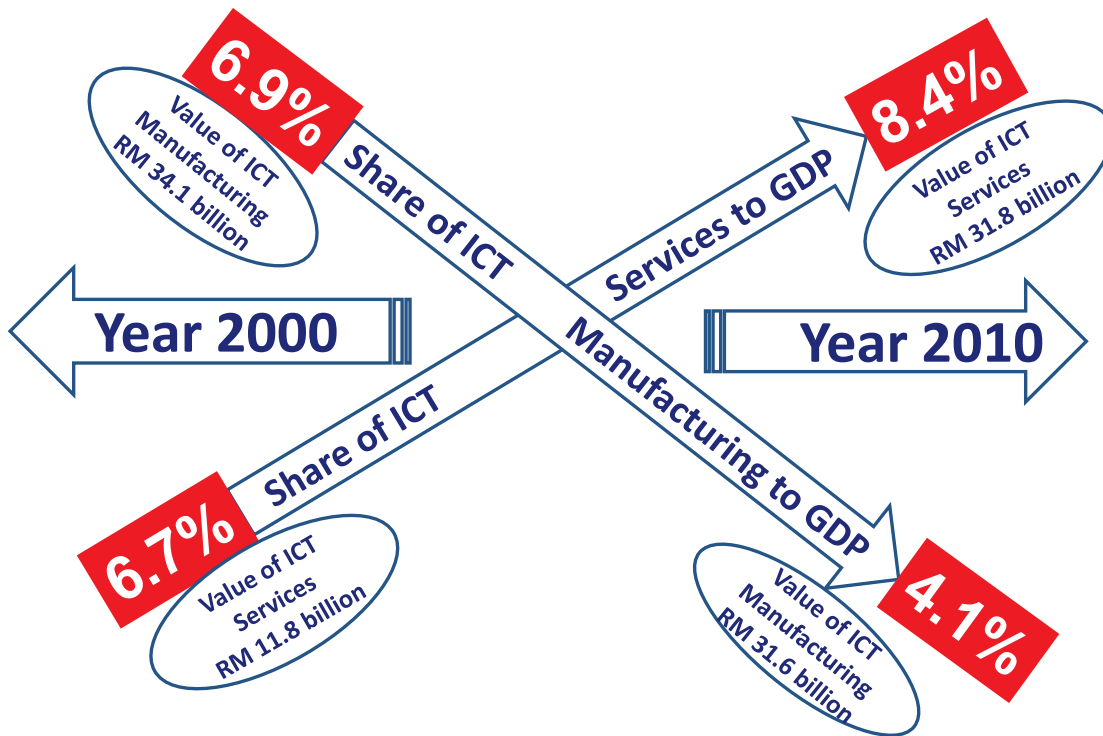 6.9%
Value of ICT
Manufacturing
RM 34.1 billion
Share of ICT
Manufacturing to GDP
8.4%
Value of ICT
Services
RM 31.8 billion
Services to GDP
Year 2000
Year 2010
Share of ICT
6.7%
Value of ICT
Services
RM 11.8 billion
4.1%
Value of ICT
Manufacturing
RM 31.6 billion